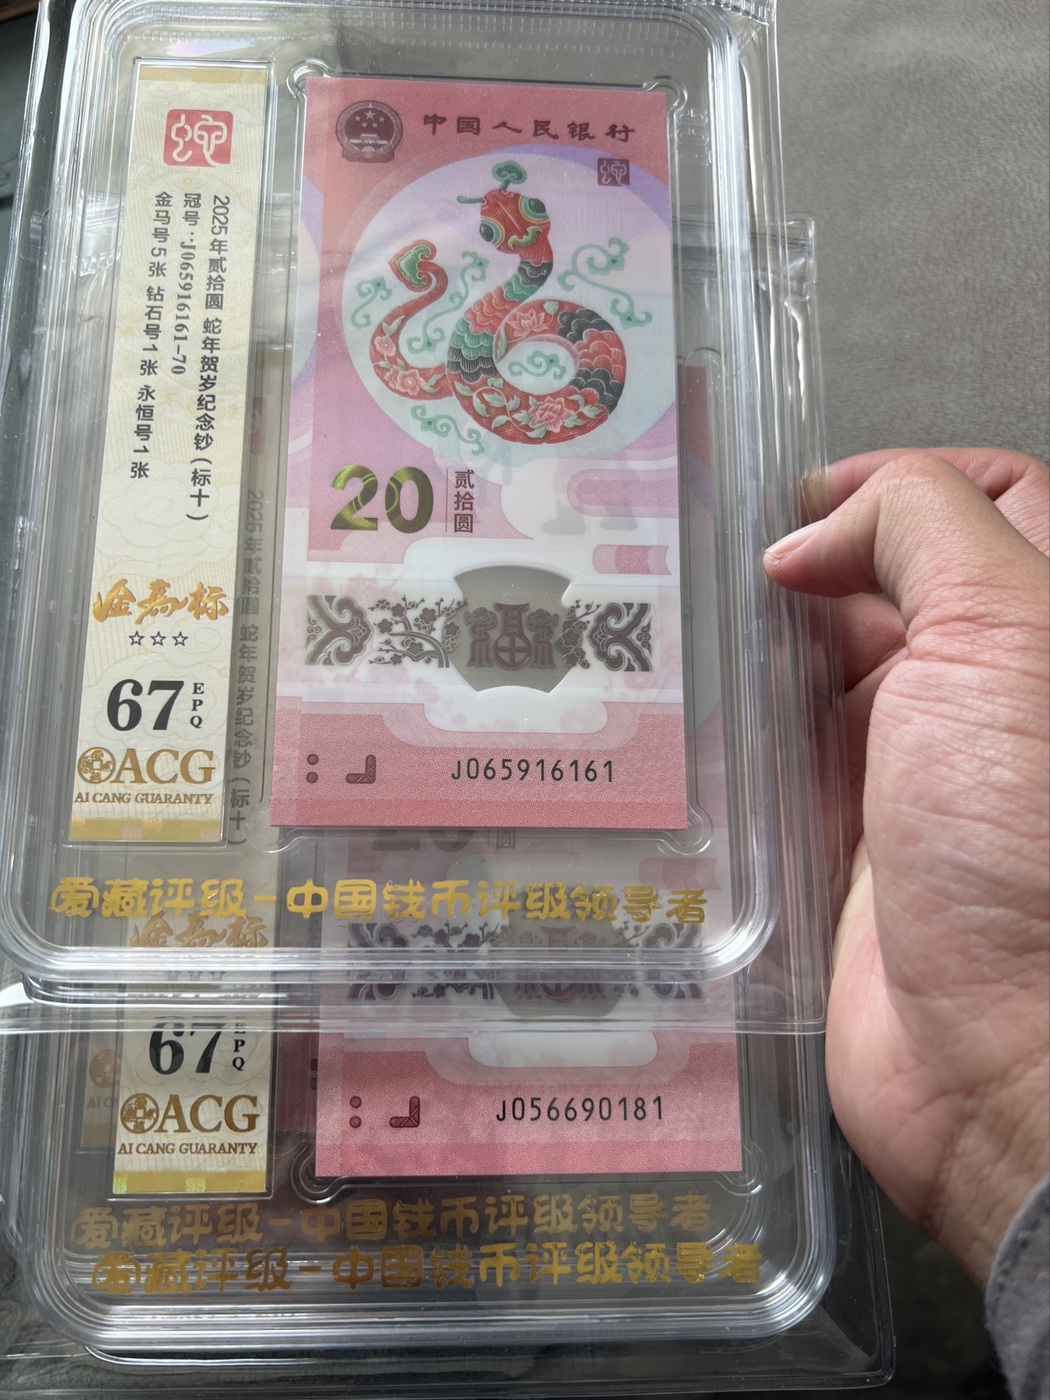 蛇
2025年贰拾圆 蛇年贺岁纪念钞(标十)
冠号:J065916161-70
金马号5张 钻石号1张 永恒号1张
金马标
☆☆☆
67 EPQ
ACG
AI CANG GUARANTY
中国人民银行
蛇
20 贰拾圆
福
J065916161
爱藏评级-中国钱币评级领导者
2025年贰拾圆 蛇年贺岁纪念钞(标十
67 EPQ
ACG
AI CANG GUARANTY
J056690181
爱藏评级-中国钱币评级领导者
爱藏评级-中国钱币评级领导者